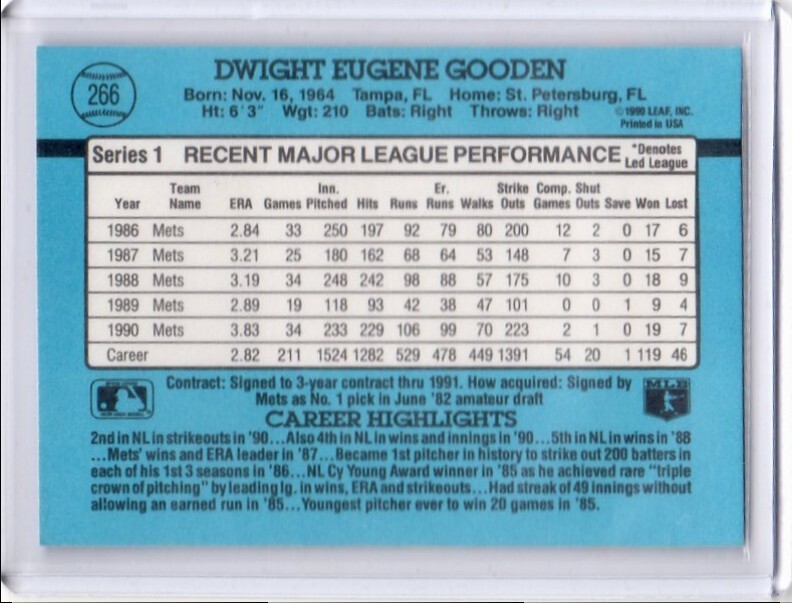 266
DWIGHT EUGENE GOODEN
Born: Nov. 16, 1964 Tampa, FL Home: St. Petersburg, FL
Ht: 6'3" Wgt: 210 Bats: Right Throws: Right
©1990 LEAF, INC.
Printed in USA
Series 1 RECENT MAJOR LEAGUE PERFORMANCE *Denotes Led League
Year Team Name ERA Games Inn. Pitched Hits Runs Er. Runs Walks Strike Outs Comp. Games Shut Outs Save Won Lost
1986 Mets 2.84 33 250 197 92 79 80 200 12 2 0 17 6
1987 Mets 3.21 25 180 162 68 64 53 148 7 3 0 15 7
1988 Mets 3.19 34 248 242 98 88 57 175 10 3 0 18 9
1989 Mets 2.89 19 118 93 42 38 47 101 0 0 1 9 4
1990 Mets 3.83 34 233 229 106 99 70 223 2 1 0 19 7
Career 2.82 211 1524 1282 529 478 449 1391 54 20 1 119 46
Contract: Signed to 3-year contract thru 1991. How acquired: Signed by
Mets as No. 1 pick in June '82 amateur draft
MLB
CAREER HIGHLIGHTS
2nd in NL in strikeouts in '90...Also 4th in NL in wins and innings in '90...5th in NL in wins in '88
...Mets' wins and ERA leader in '87...Became 1st pitcher in history to strike out 200 batters in
each of his 1st 3 seasons in '86...NL Cy Young Award winner in '85 as he achieved rare "triple
crown of pitching" by leading lg. in wins, ERA and strikeouts...Had streak of 49 innings without
allowing an earned run in '85...Youngest pitcher ever to win 20 games in '85.